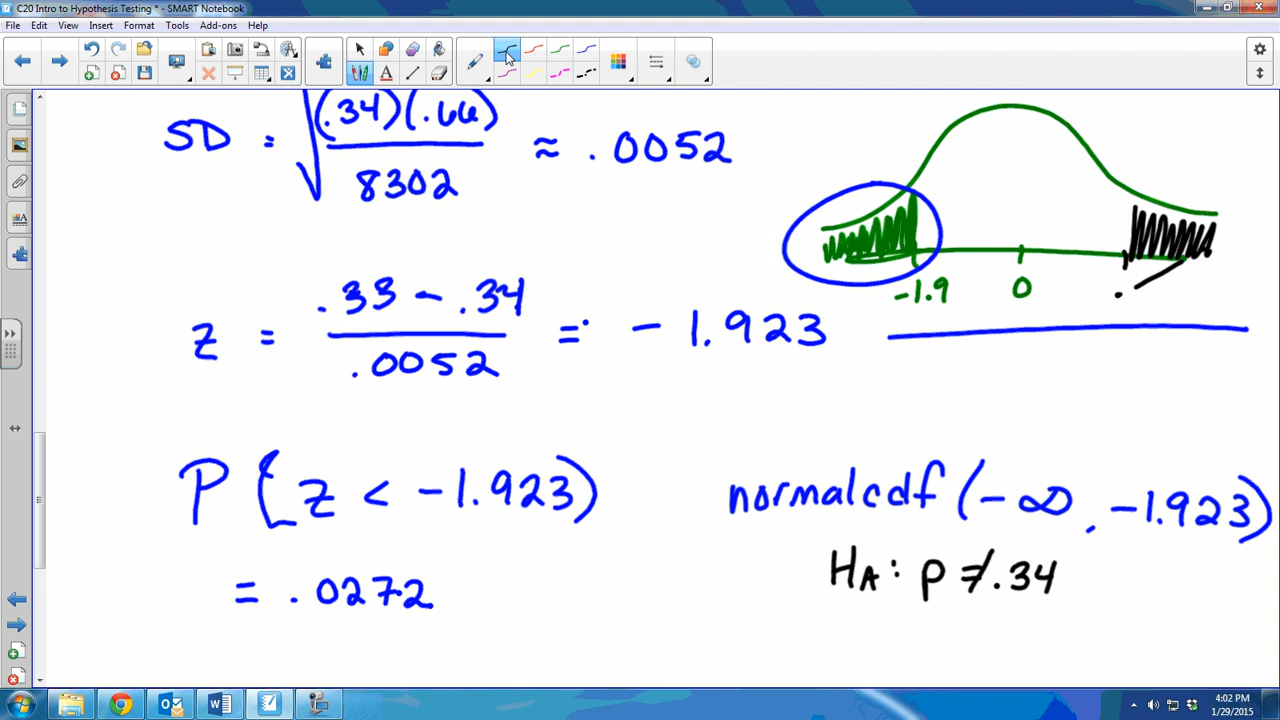 C20 Intro to Hypothesis Testing * - SMART Notebook
File Edit View Insert Format Tools Add-ons Help
SD = √(.34)(.66) / 8302 ≈ .0052
-1.9 0
z = .33 - .34 / .0052 = -1.923
P(z < -1.923)
normalcdf(-∞, -1.923)
= .0272
HA: p ≠ .34
4:02 PM
1/29/2015